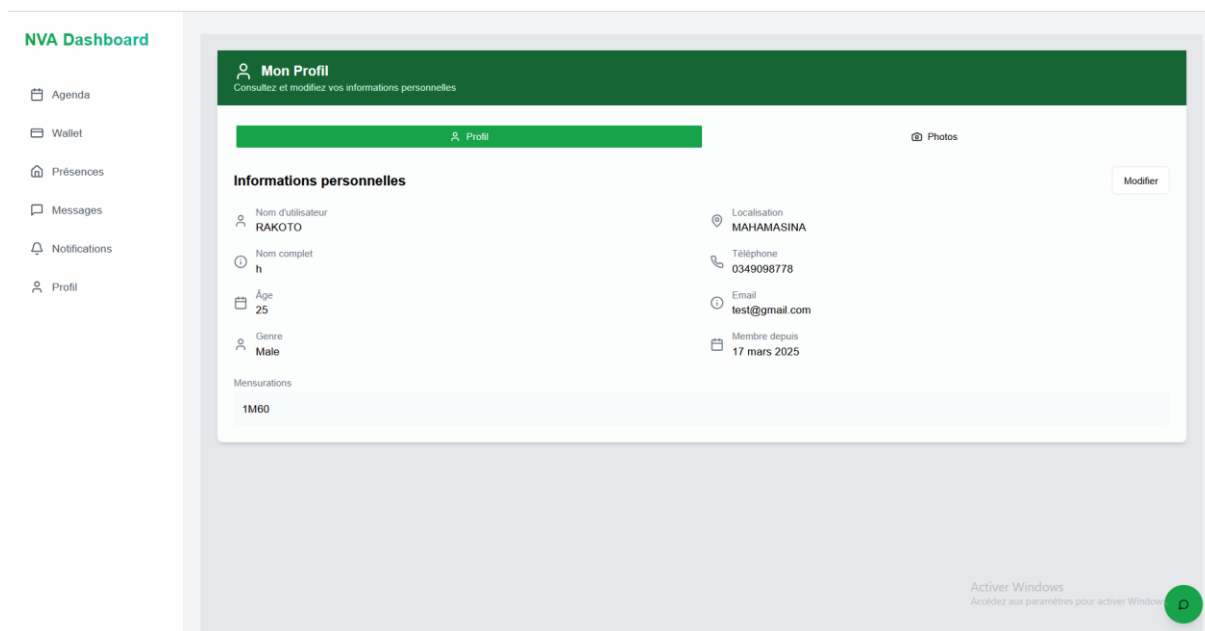 NVA Dashboard
Agenda
Wallet
Présences
Messages
Notifications
Profil
Mon Profil
Consultez et modifiez vos informations personnelles
Profil
Photos
Informations personnelles
Modifier
Nom d'utilisateur
RAKOTO
Localisation
MAHAMASINA
Nom complet
h
Téléphone
0349098778
Âge
25
Email
test@gmail.com
Genre
Male
Membre depuis
17 mars 2025
Mensurations
1M60
Activer Windows
Accédez aux paramètres pour activer Window